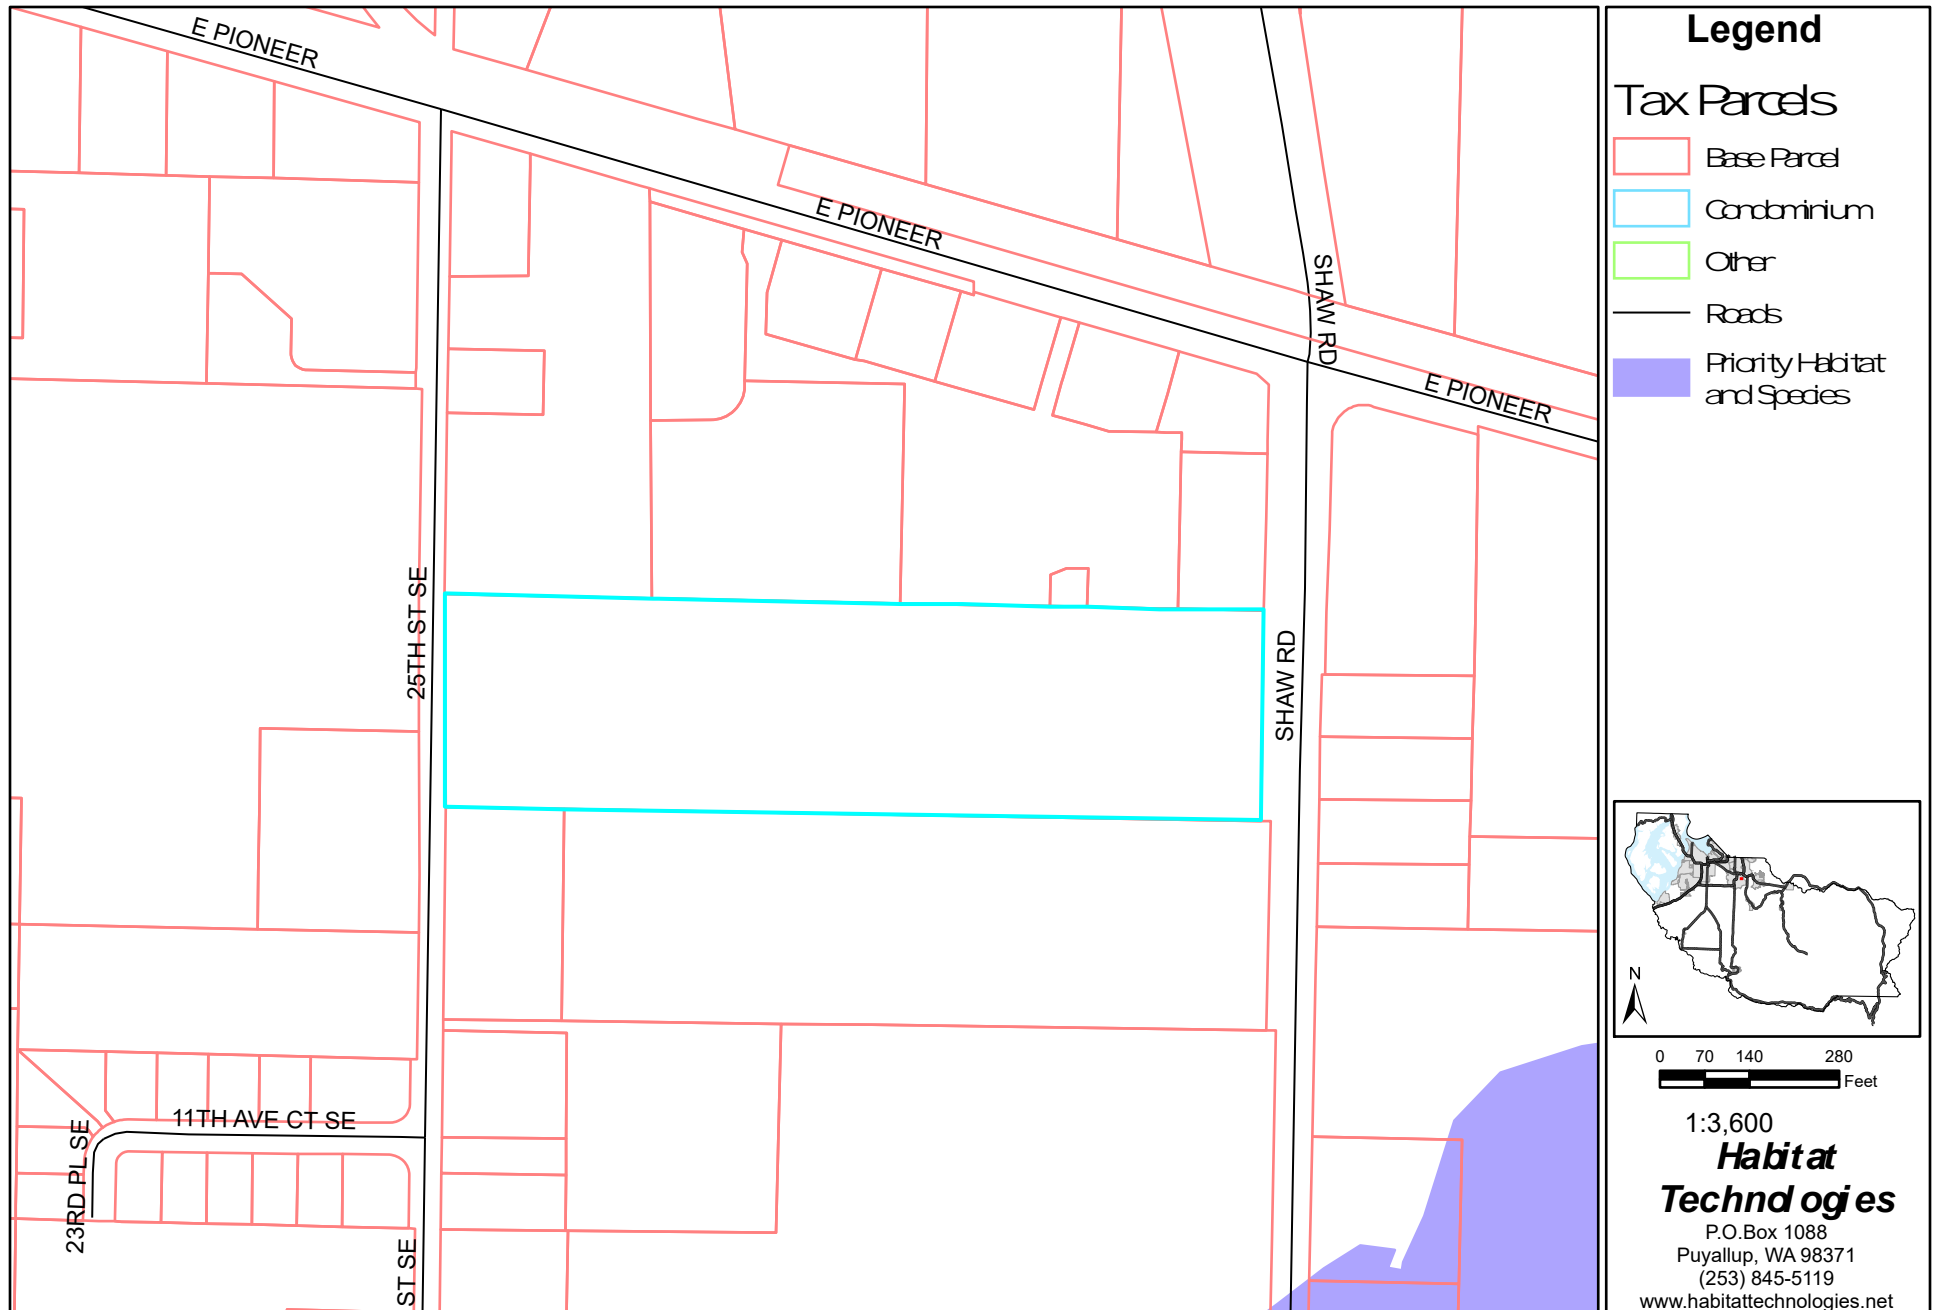 E PIONEER
E PIONEER
SHAW RD
E PIONEER
25TH ST SE
SHAW RD
11TH AVE CT SE
23RD PL SE
ST SE
Legend
Tax Parcels
Base Parcel
Condominium
Other
Roads
Priority Habitat
and Species
N
0 70 140 280
Feet
1:3,600
Habitat
Technologies
P.O.Box 1088
Puyallup, WA 98371
(253) 845-5119
www.habitattechnologies.net